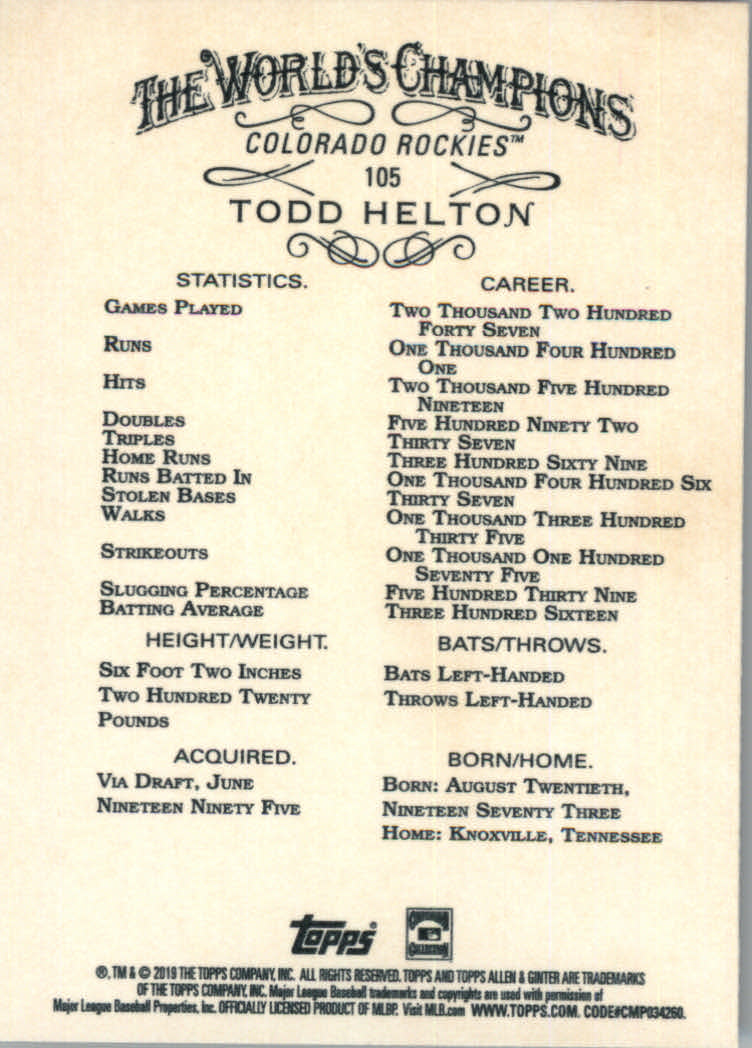 THE WORLD'S CHAMPIONS
COLORADO ROCKIES™
105
TODD HELTON
STATISTICS. CAREER.
GAMES PLAYED TWO THOUSAND TWO HUNDRED
FORTY SEVEN
RUNS ONE THOUSAND FOUR HUNDRED
ONE
HITS TWO THOUSAND FIVE HUNDRED
NINETEEN
DOUBLES FIVE HUNDRED NINETY TWO
TRIPLES THIRTY SEVEN
HOME RUNS THREE HUNDRED SIXTY NINE
RUNS BATTED IN ONE THOUSAND FOUR HUNDRED SIX
STOLEN BASES THIRTY SEVEN
WALKS ONE THOUSAND THREE HUNDRED
THIRTY FIVE
STRIKEOUTS ONE THOUSAND ONE HUNDRED
SEVENTY FIVE
SLUGGING PERCENTAGE FIVE HUNDRED THIRTY NINE
BATTING AVERAGE THREE HUNDRED SIXTEEN
HEIGHT/WEIGHT. BATS/THROWS.
SIX FOOT TWO INCHES BATS LEFT-HANDED
TWO HUNDRED TWENTY THROWS LEFT-HANDED
POUNDS
ACQUIRED. BORN/HOME.
VIA DRAFT, JUNE BORN: AUGUST TWENTIETH,
NINETEEN NINETY FIVE NINETEEN SEVENTY THREE
HOME: KNOXVILLE, TENNESSEE
Topps®
COLLECTION
®, TM & © 2019 THE TOPPS COMPANY, INC. ALL RIGHTS RESERVED. TOPPS AND TOPPS ALLEN & GINTER ARE TRADEMARKS
OF THE TOPPS COMPANY, INC. Major League Baseball trademarks and copyrights are used with permission of
Major League Baseball Properties, Inc. OFFICIALLY LICENSED PRODUCT OF MLBP. Visit MLB.com WWW.TOPPS.COM. CODE#CMP034260.